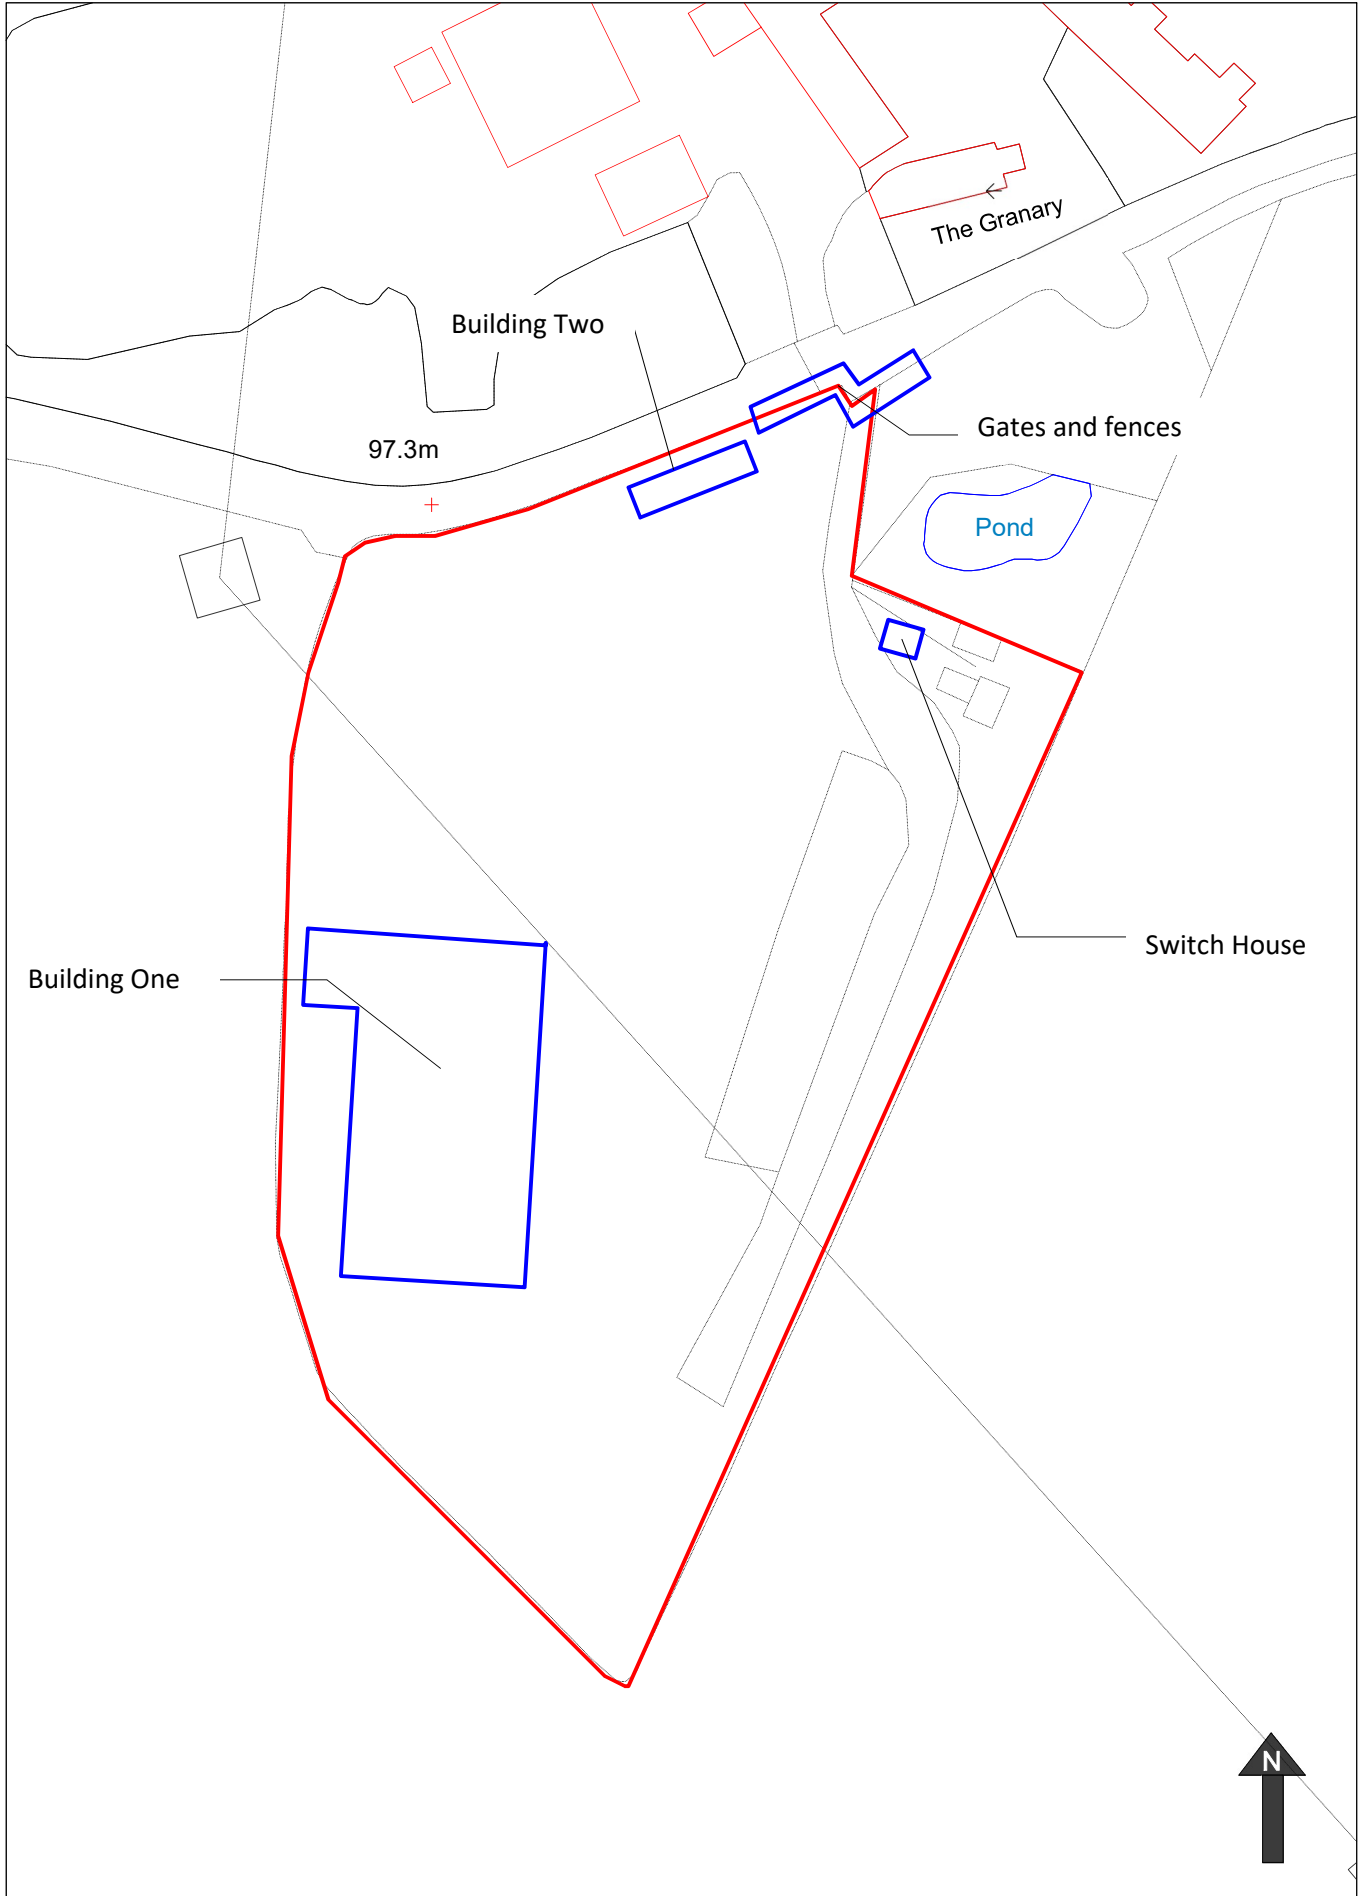 The Granary
Building Two
Gates and fences
97.3m
Pond
Switch House
Building One
N